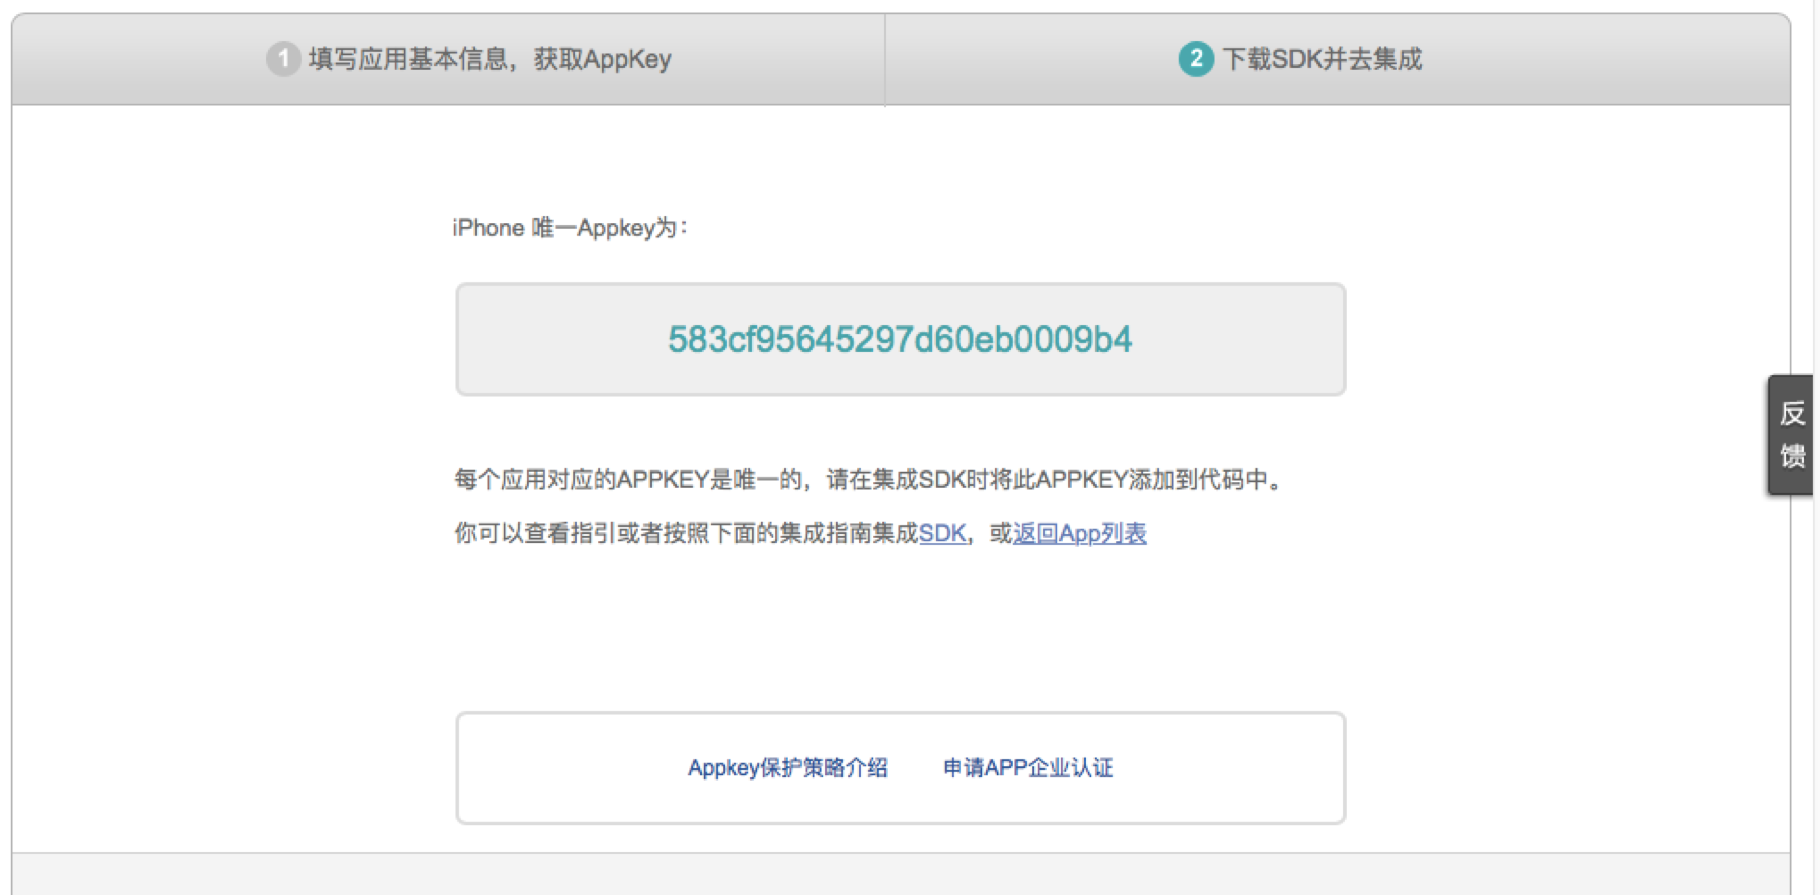 1 填写应用基本信息，获取AppKey
2 下载SDK并去集成
iPhone 唯一Appkey为：
583cf95645297d60eb0009b4
每个应用对应的APPKEY是唯一的，请在集成SDK时将此APPKEY添加到代码中。
你可以查看指引或者按照下面的集成指南集成SDK，或返回App列表
反馈
Appkey保护策略介绍 申请APP企业认证